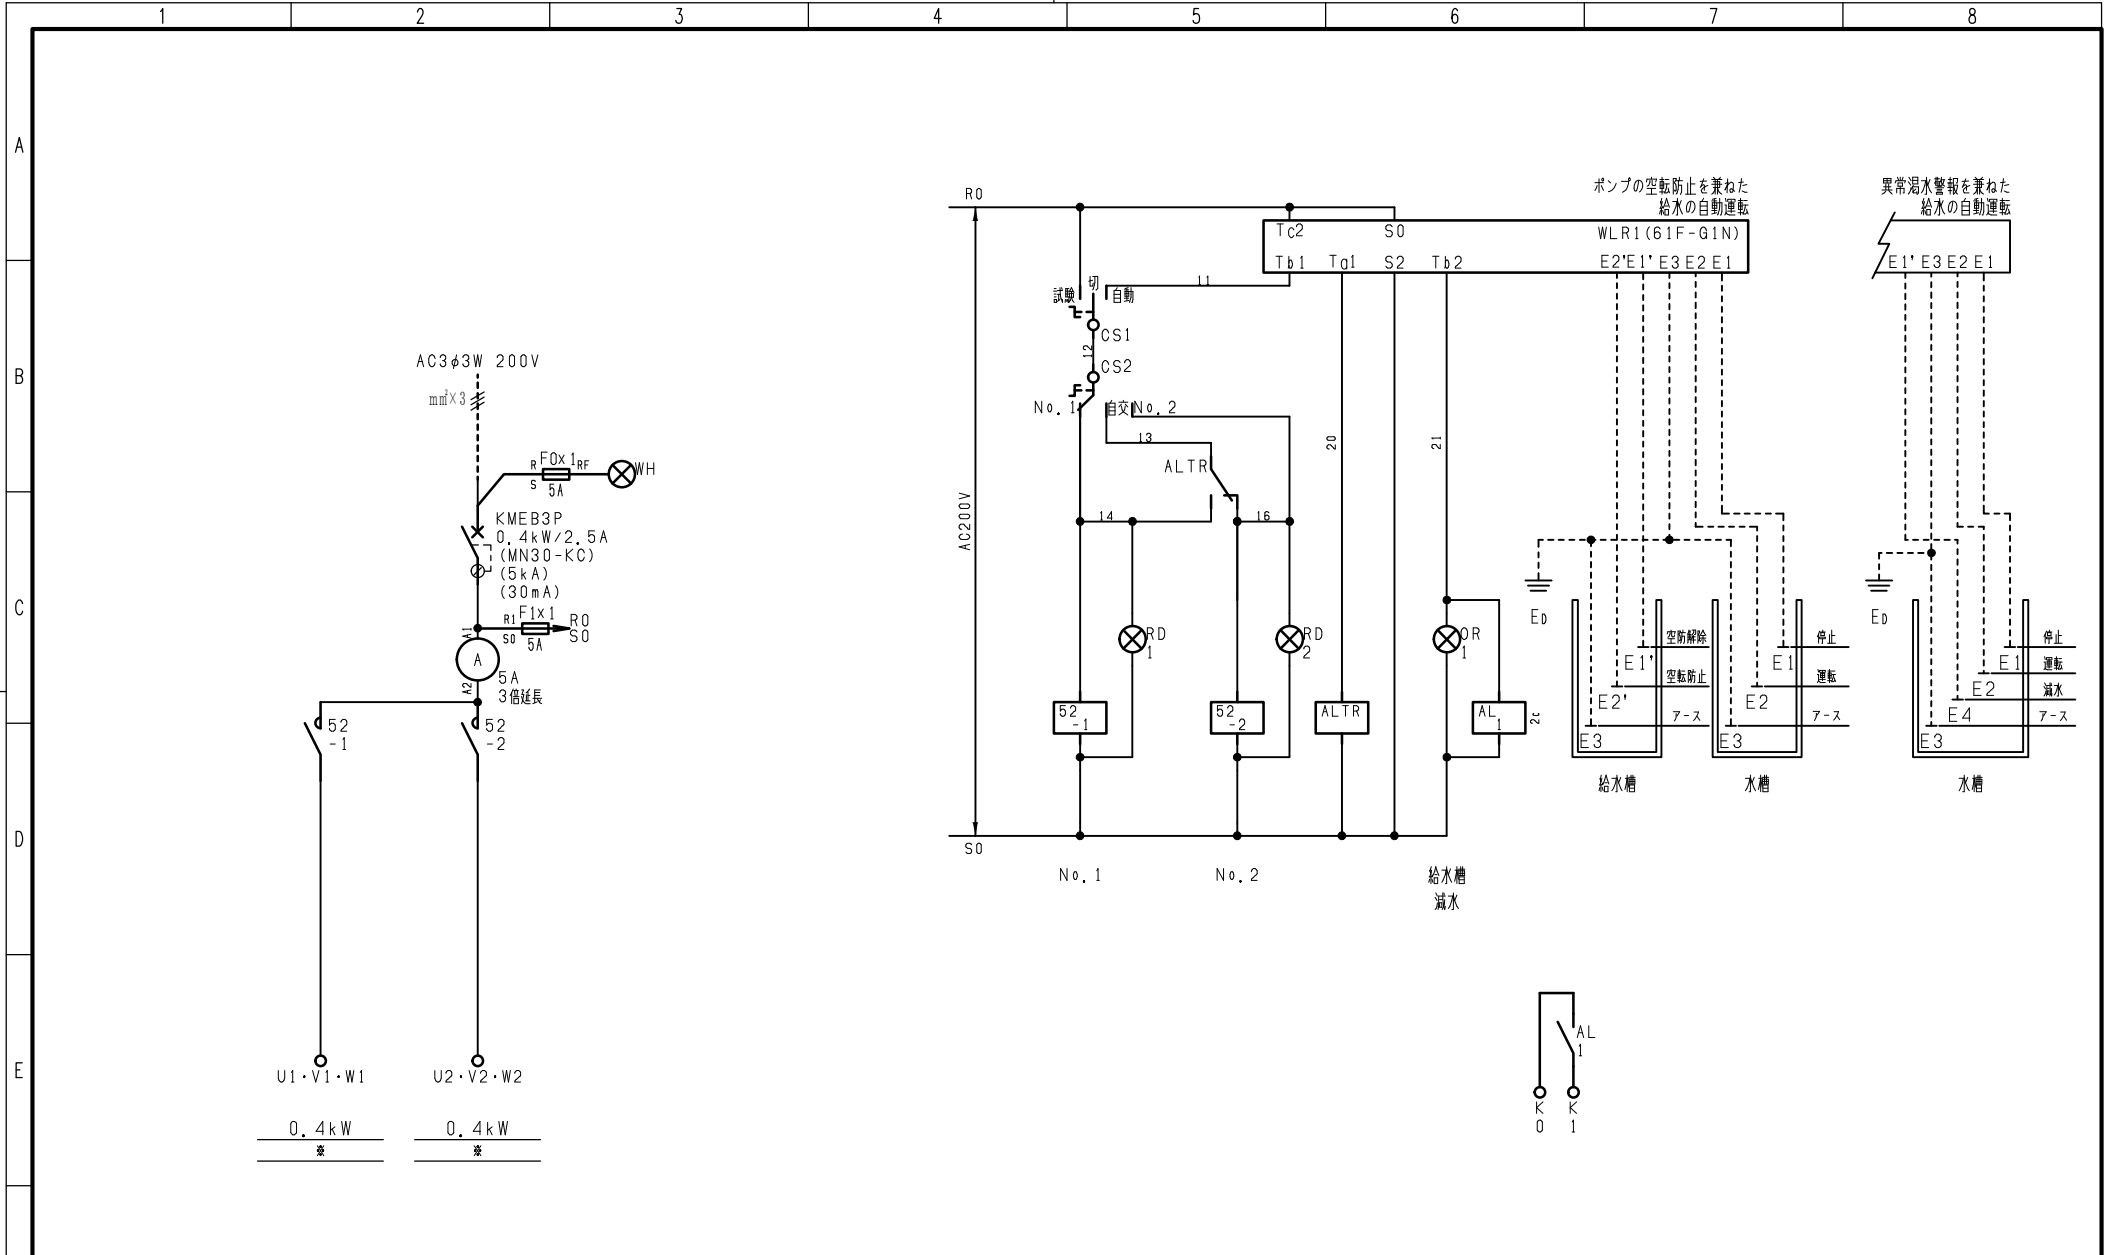 1 2 3 4 5 6 7 8
A
B
C
D
E
AC3φ3W 200V
mm²×3
R F0x1 RF
WH
S 5A
KMEB3P
0.4kW/2.5A
(MN30-KC)
(5kA)
(30mA)
R1 F1x1 R0
S0 5A S0
A1
A
A2
5A
3倍延長
52
-1
52
-2
U1・V1・W1
U2・V2・W2
0.4kW
※
0.4kW
※
R0
AC200V
S0
試験 切 自動
11
CS1
12
CS2
No.1 自交 No.2
13
ALTR
14
16
20
21
RD
1
RD
2
OR
1
52
-1
52
-2
ALTR
AL
1
2c
No.1
No.2
給水槽
減水
ポンプの空転防止を兼ねた
給水の自動運転
Tc2 S0 WLR1(61F-G1N)
Tb1 Ta1 S2 Tb2 E2' E1' E3 E2 E1
ED
空防解除
E1'
空転防止
E2'
アース
E3
給水槽
停止
E1
運転
E2
アース
E3
水槽
異常渇水警報を兼ねた
給水の自動運転
E1' E3 E2 E1
ED
停止
E1
運転
E2
減水
E4
アース
E3
水槽
AL
1
K
0
K
1